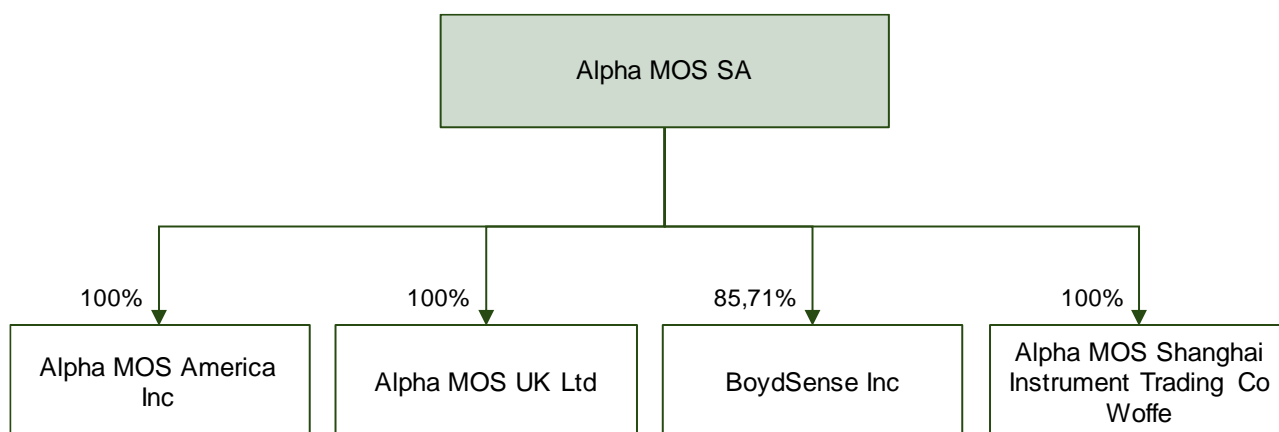 Alpha MOS SA
100%
100%
85,71%
100%
Alpha MOS America
Inc
Alpha MOS UK Ltd
BoydSense Inc
Alpha MOS Shanghai
Instrument Trading Co
Woffe